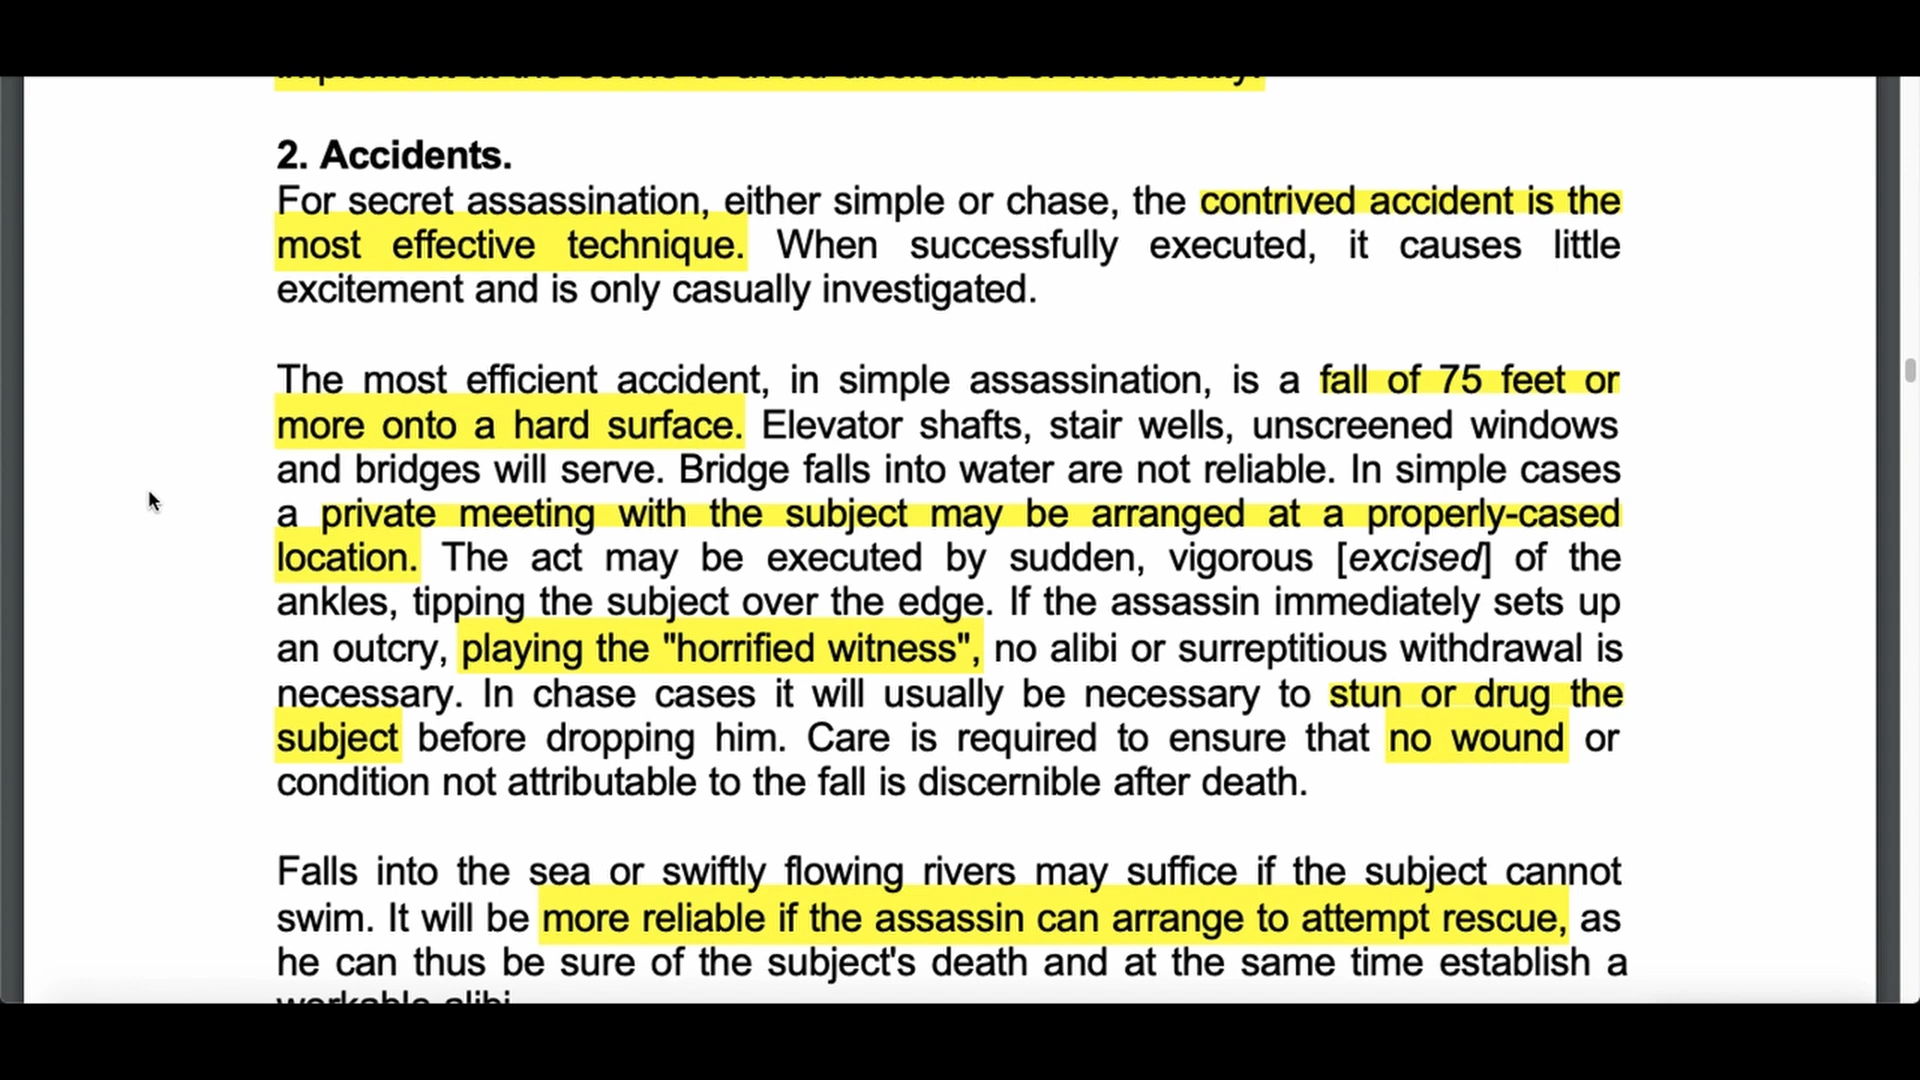 2. Accidents.
For secret assassination, either simple or chase, the contrived accident is the
most effective technique. When successfully executed, it causes little
excitement and is only casually investigated.
The most efficient accident, in simple assassination, is a fall of 75 feet or
more onto a hard surface. Elevator shafts, stair wells, unscreened windows
and bridges will serve. Bridge falls into water are not reliable. In simple cases
a private meeting with the subject may be arranged at a properly-cased
location. The act may be executed by sudden, vigorous [excised] of the
ankles, tipping the subject over the edge. If the assassin immediately sets up
an outcry, playing the "horrified witness", no alibi or surreptitious withdrawal is
necessary. In chase cases it will usually be necessary to stun or drug the
subject before dropping him. Care is required to ensure that no wound or
condition not attributable to the fall is discernible after death.
Falls into the sea or swiftly flowing rivers may suffice if the subject cannot
swim. It will be more reliable if the assassin can arrange to attempt rescue, as
he can thus be sure of the subject's death and at the same time establish a
workable alibi